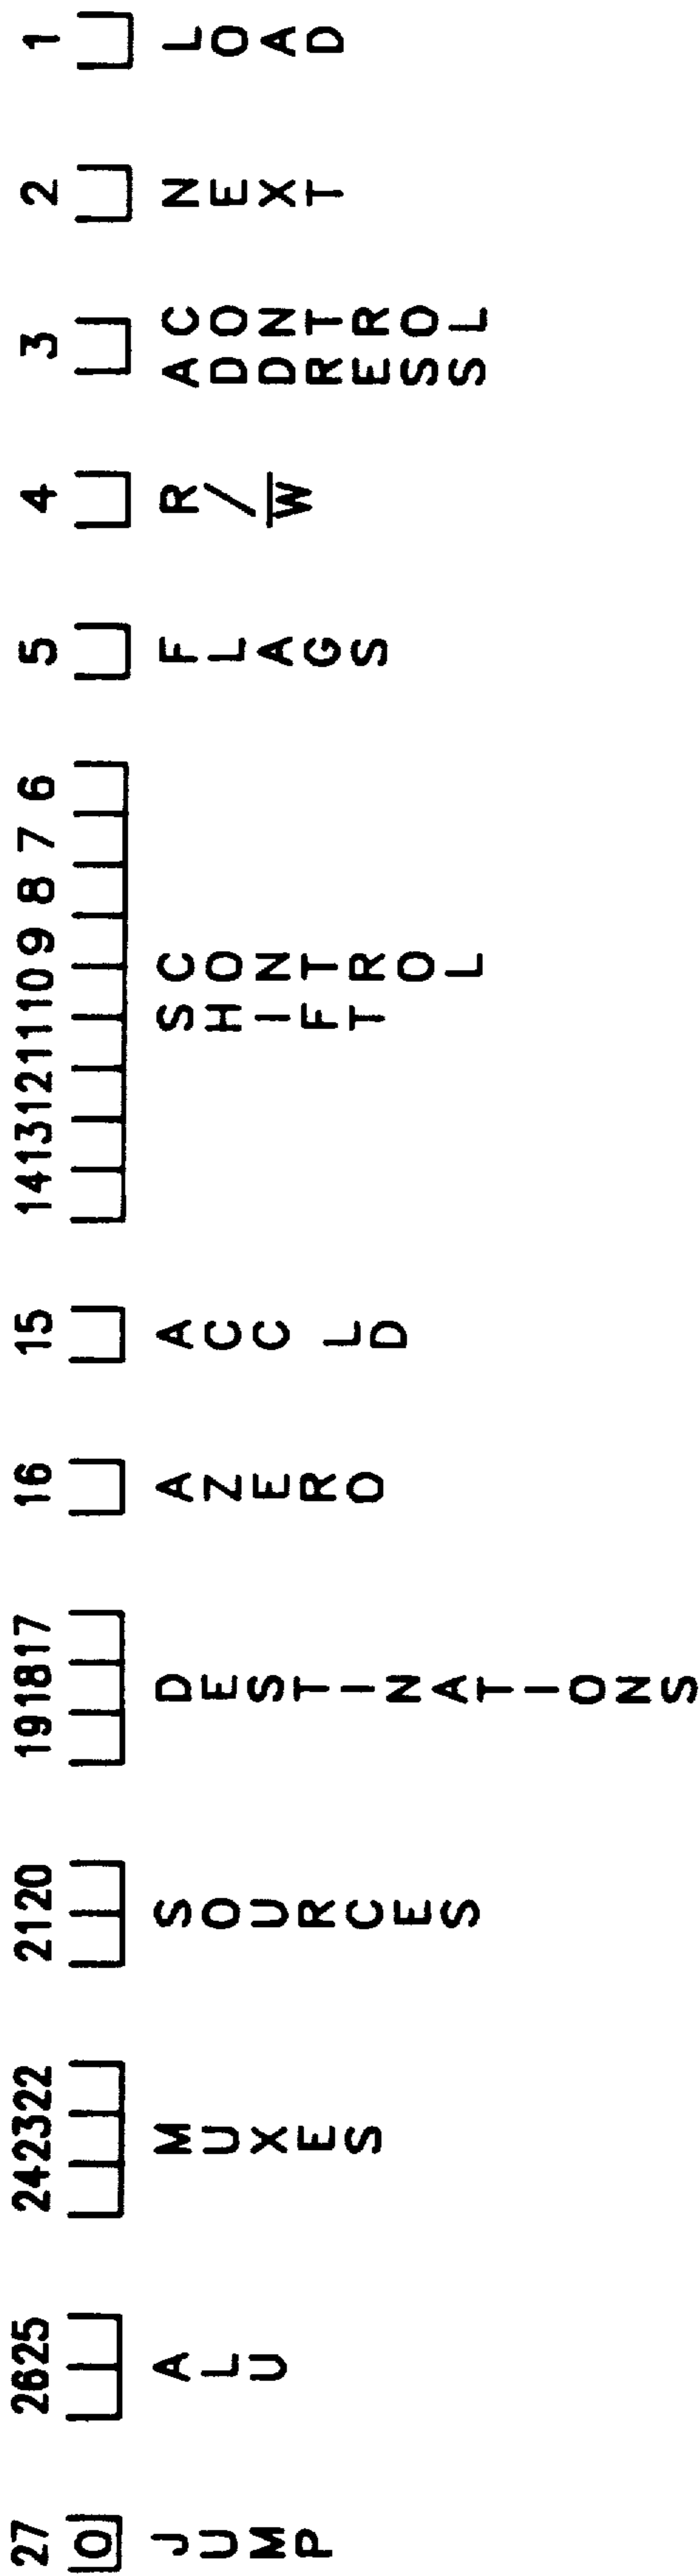 27 26 25 24 23 22 21 20 19 18 17 16 15 14 13 12 11 10 9 8 7 6 5 4 3 2 1
0
JUMP
ALU
MUXES
SOURCES
DESTINATIONS
AZERO
ACC LD
SHIFT
CONTROL
FLAGS
R/W̅
ADDRESS
CONTROL
NEXT
LOAD